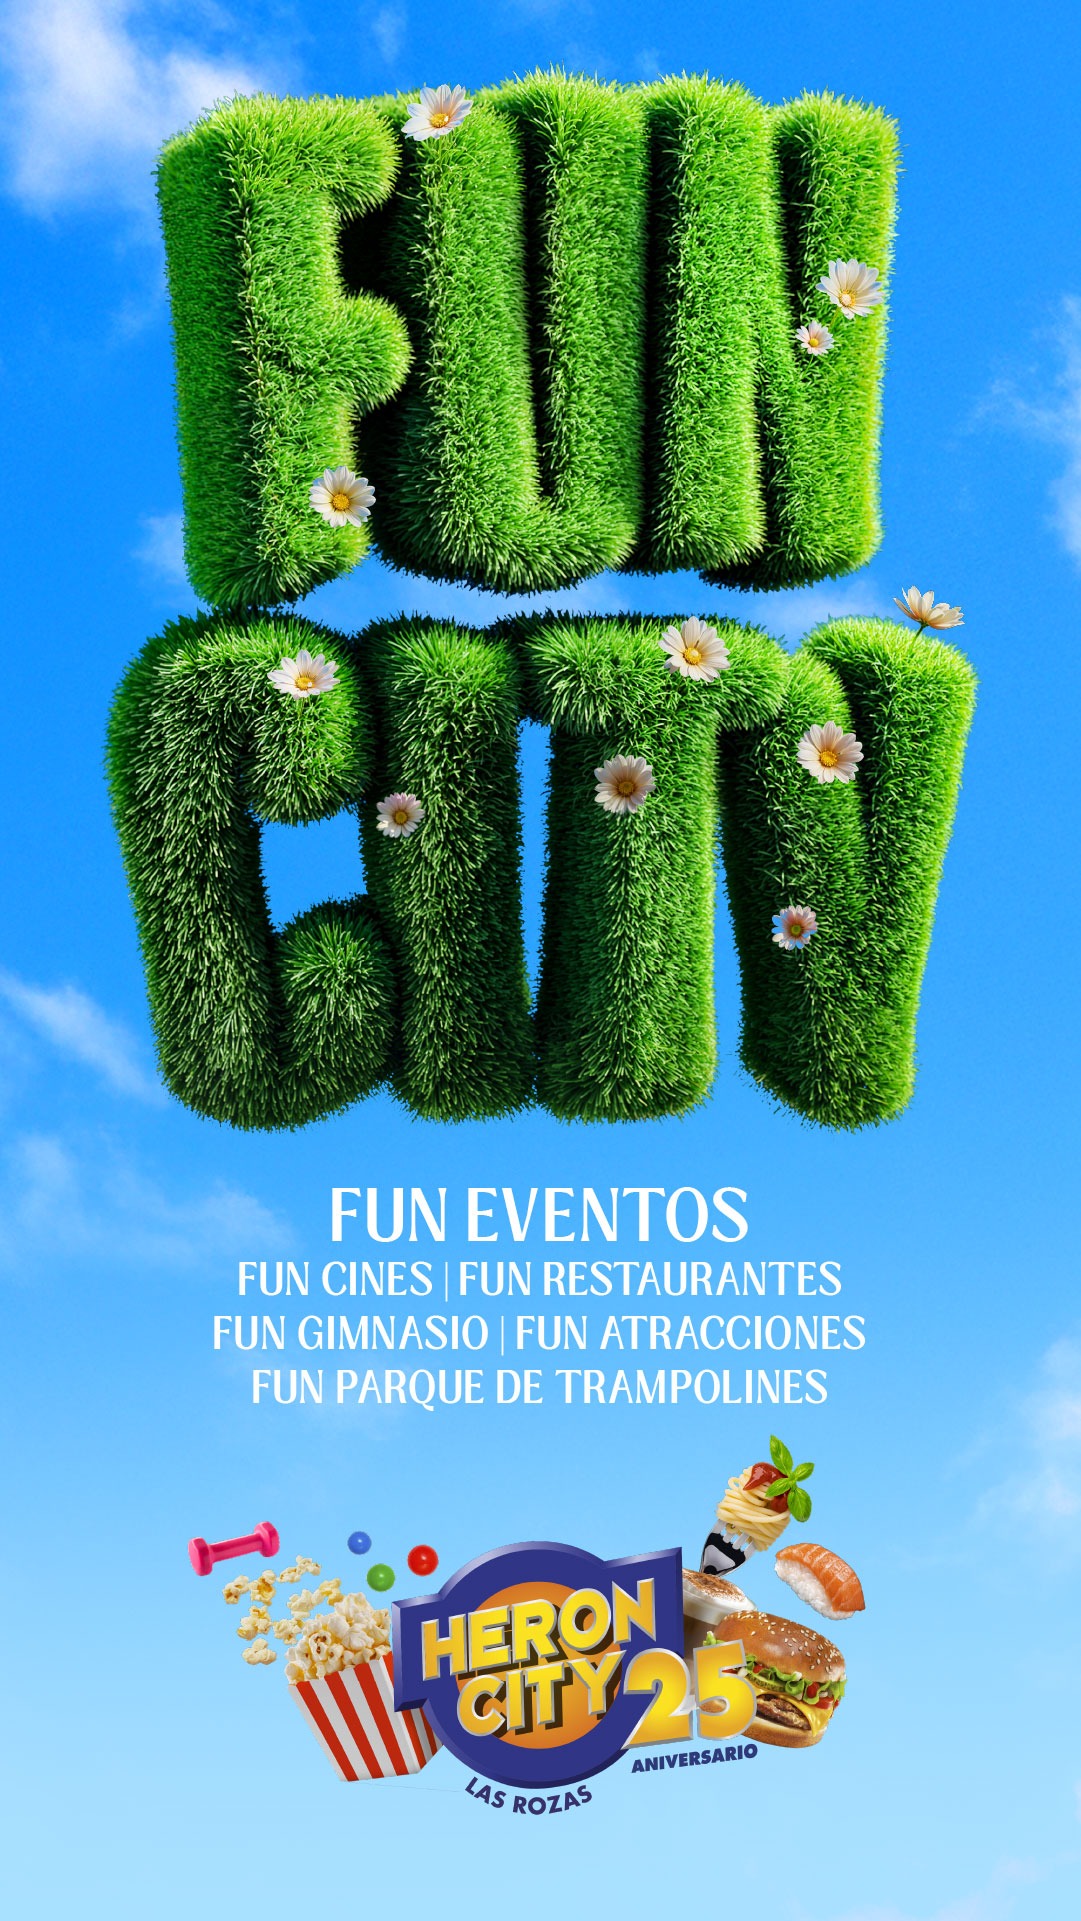 FUN
CITY
FUN EVENTOS
FUN CINES | FUN RESTAURANTES
FUN GIMNASIO | FUN ATRACCIONES
FUN PARQUE DE TRAMPOLINES
HERON
CITY 25
ANIVERSARIO
LAS ROZAS